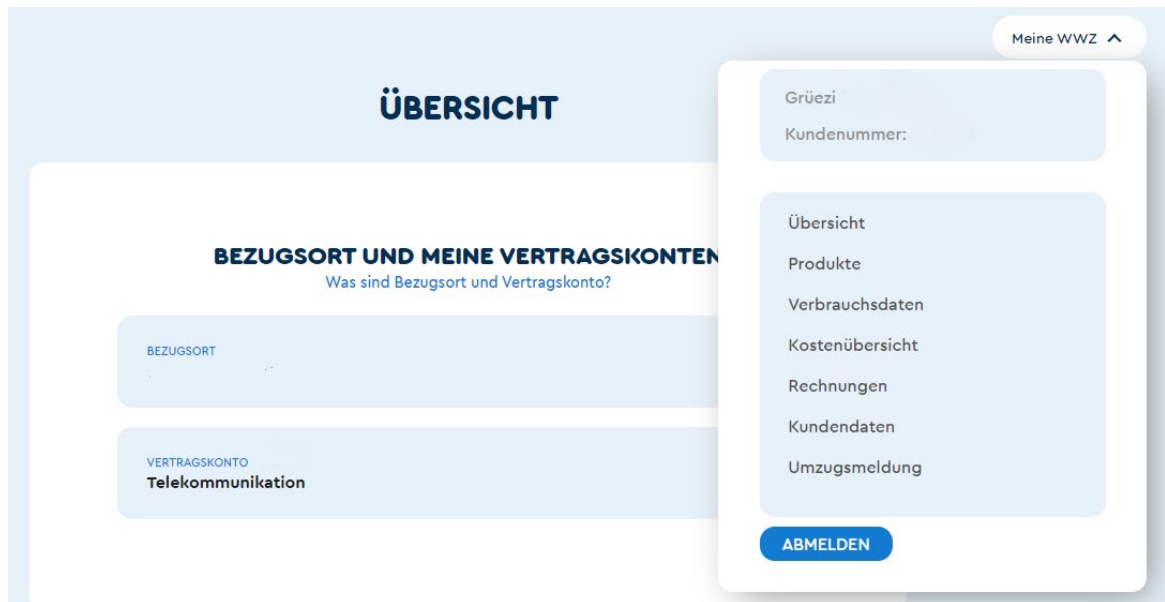 Meine WWZ
ÜBERSICHT
Grüezi
Kundenummer:
BEZUGSORT UND MEINE VERTRAGSKONTEN
Was sind Bezugsort und Vertragskonto?
BEZUGSORT
VERTRAGSKONTO
Telekommunikation
Übersicht
Produkte
Verbrauchsdaten
Kostenübersicht
Rechnungen
Kundendaten
Umzugsmeldung
ABMELDEN